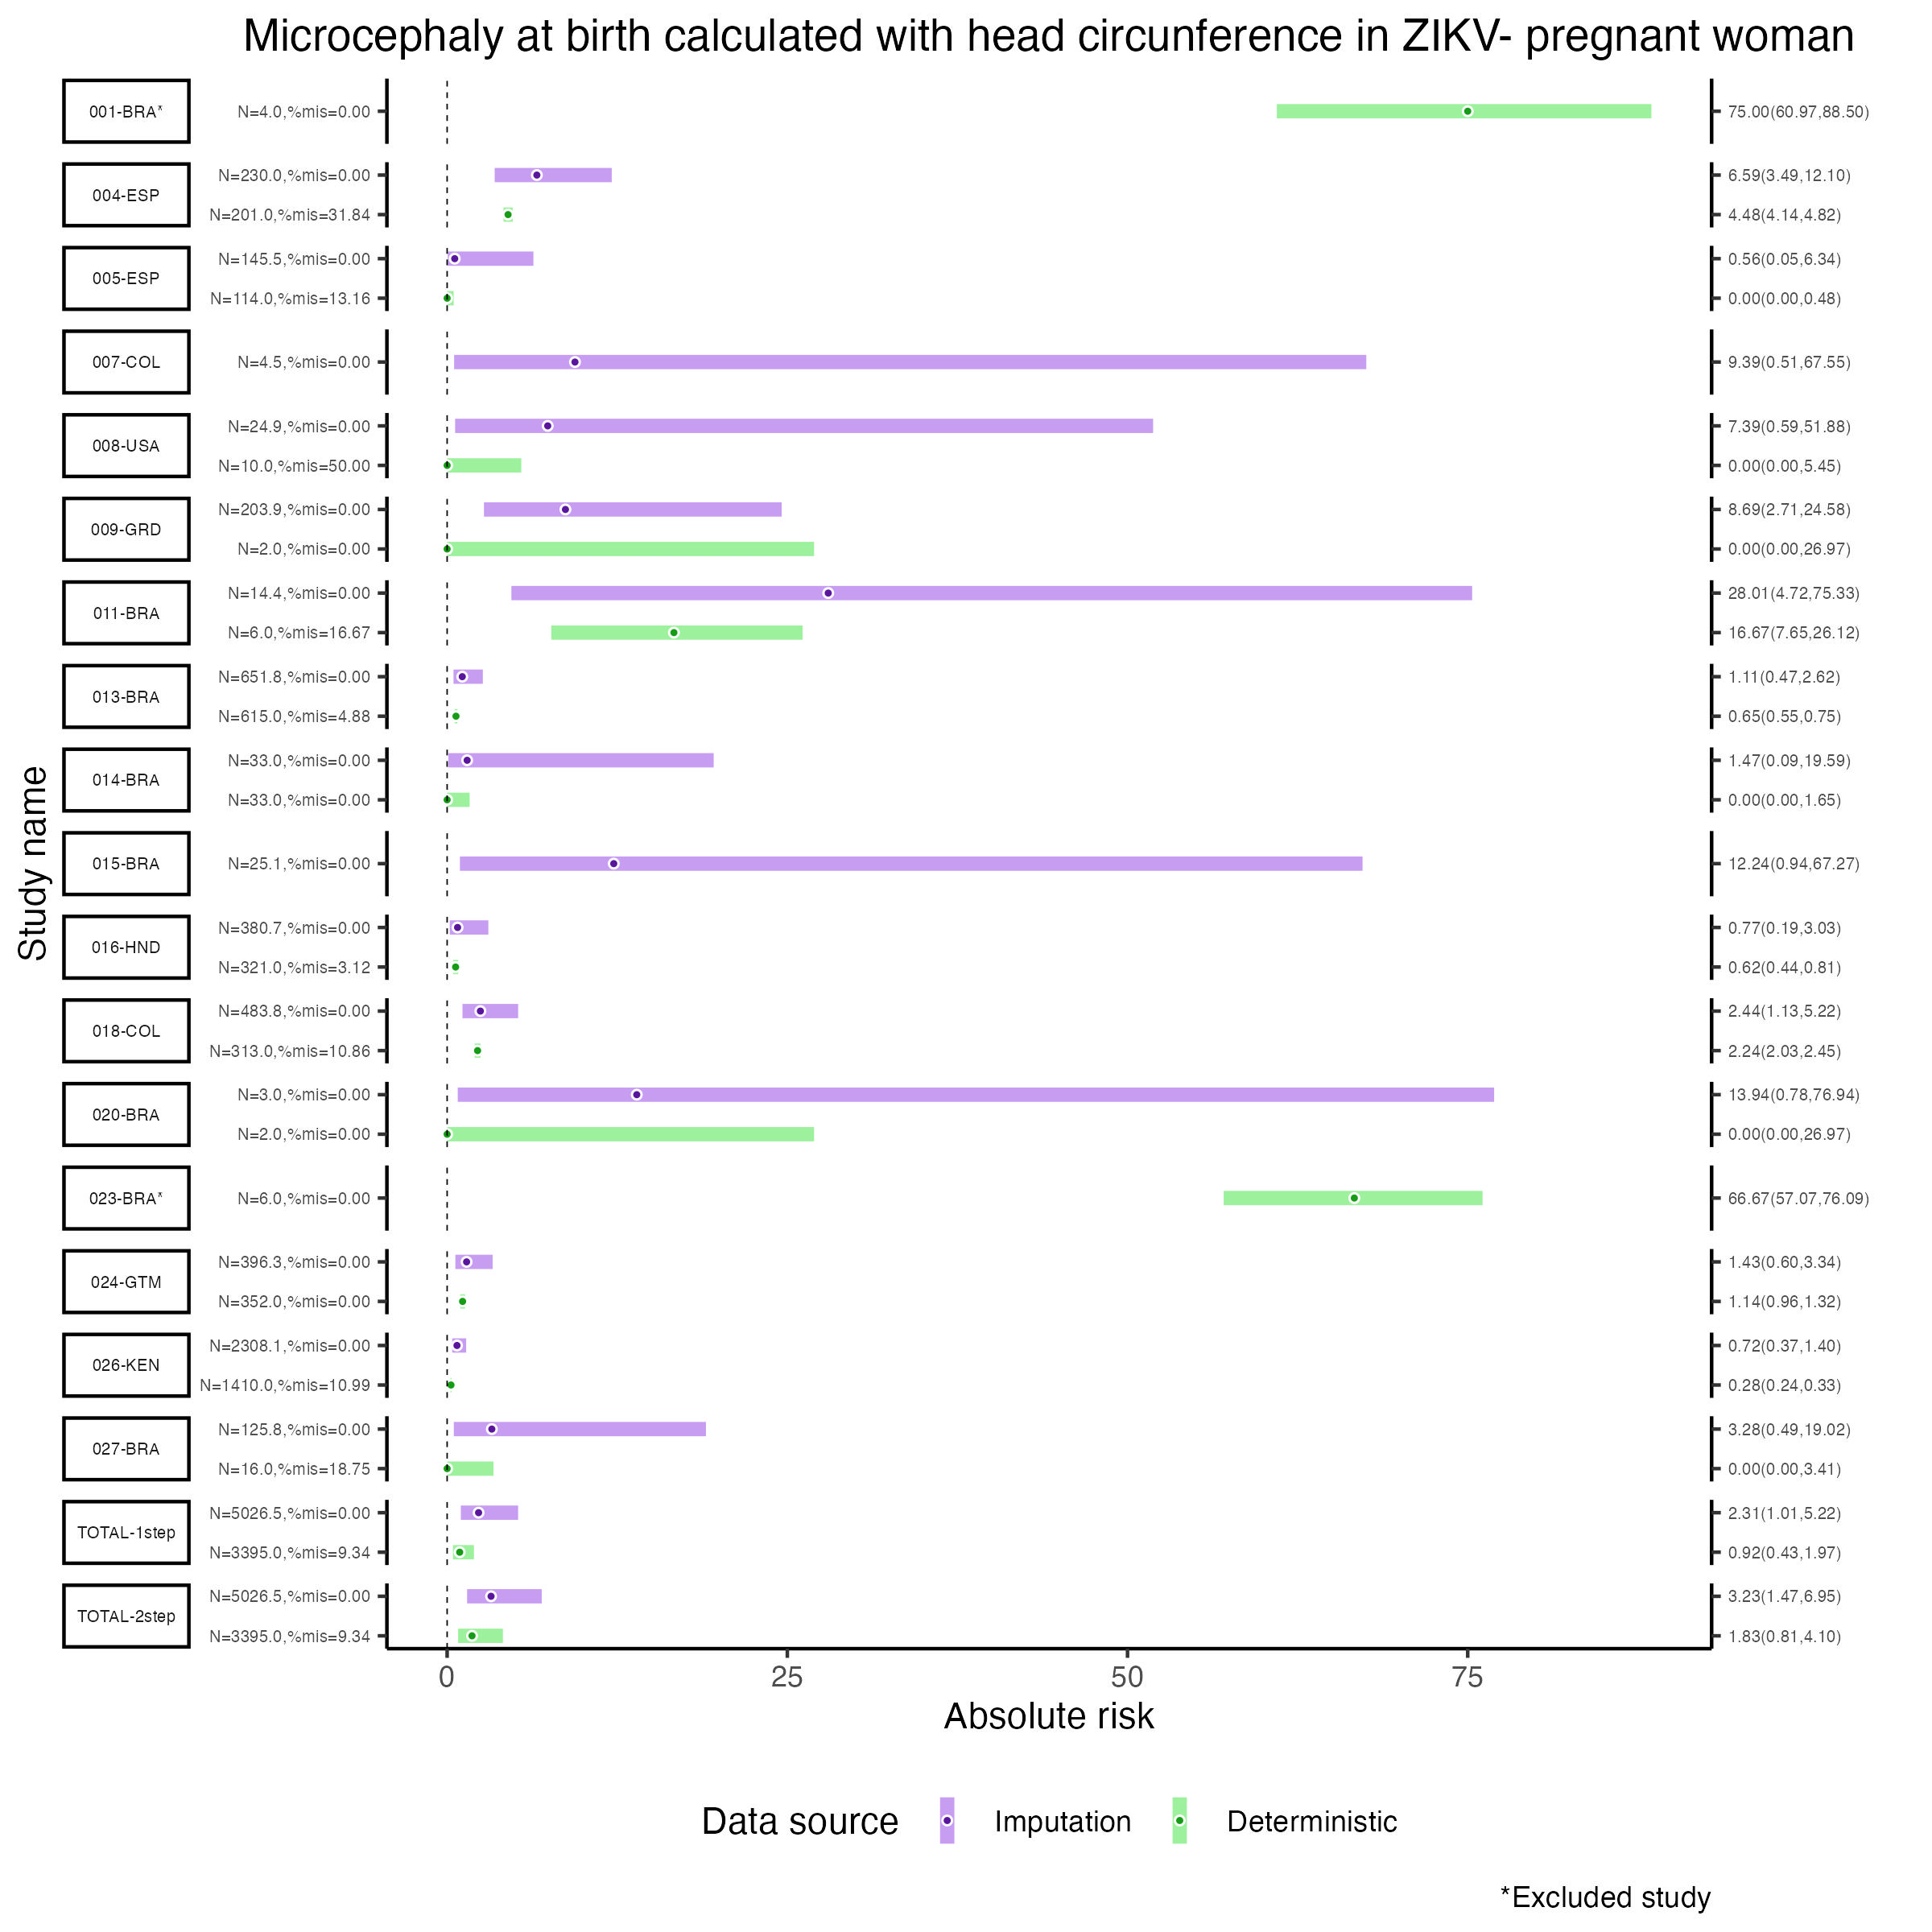 Microcephaly at birth calculated with head circunference in ZIKV- pregnant woman
Study name
001-BRA*
N=4.0,%mis=0.00
75.00(60.97,88.50)
004-ESP
N=230.0,%mis=0.00
6.59(3.49,12.10)
N=201.0,%mis=31.84
4.48(4.14,4.82)
005-ESP
N=145.5,%mis=0.00
0.56(0.05,6.34)
N=114.0,%mis=13.16
0.00(0.00,0.48)
007-COL
N=4.5,%mis=0.00
9.39(0.51,67.55)
008-USA
N=24.9,%mis=0.00
7.39(0.59,51.88)
N=10.0,%mis=50.00
0.00(0.00,5.45)
009-GRD
N=203.9,%mis=0.00
8.69(2.71,24.58)
N=2.0,%mis=0.00
0.00(0.00,26.97)
011-BRA
N=14.4,%mis=0.00
28.01(4.72,75.33)
N=6.0,%mis=16.67
16.67(7.65,26.12)
013-BRA
N=651.8,%mis=0.00
1.11(0.47,2.62)
N=615.0,%mis=4.88
0.65(0.55,0.75)
014-BRA
N=33.0,%mis=0.00
1.47(0.09,19.59)
N=33.0,%mis=0.00
0.00(0.00,1.65)
015-BRA
N=25.1,%mis=0.00
12.24(0.94,67.27)
016-HND
N=380.7,%mis=0.00
0.77(0.19,3.03)
N=321.0,%mis=3.12
0.62(0.44,0.81)
018-COL
N=483.8,%mis=0.00
2.44(1.13,5.22)
N=313.0,%mis=10.86
2.24(2.03,2.45)
020-BRA
N=3.0,%mis=0.00
13.94(0.78,76.94)
N=2.0,%mis=0.00
0.00(0.00,26.97)
023-BRA*
N=6.0,%mis=0.00
66.67(57.07,76.09)
024-GTM
N=396.3,%mis=0.00
1.43(0.60,3.34)
N=352.0,%mis=0.00
1.14(0.96,1.32)
026-KEN
N=2308.1,%mis=0.00
0.72(0.37,1.40)
N=1410.0,%mis=10.99
0.28(0.24,0.33)
027-BRA
N=125.8,%mis=0.00
3.28(0.49,19.02)
N=16.0,%mis=18.75
0.00(0.00,3.41)
TOTAL-1step
N=5026.5,%mis=0.00
2.31(1.01,5.22)
N=3395.0,%mis=9.34
0.92(0.43,1.97)
TOTAL-2step
N=5026.5,%mis=0.00
3.23(1.47,6.95)
N=3395.0,%mis=9.34
1.83(0.81,4.10)
0 25 50 75
Absolute risk
Data source Imputation Deterministic
*Excluded study